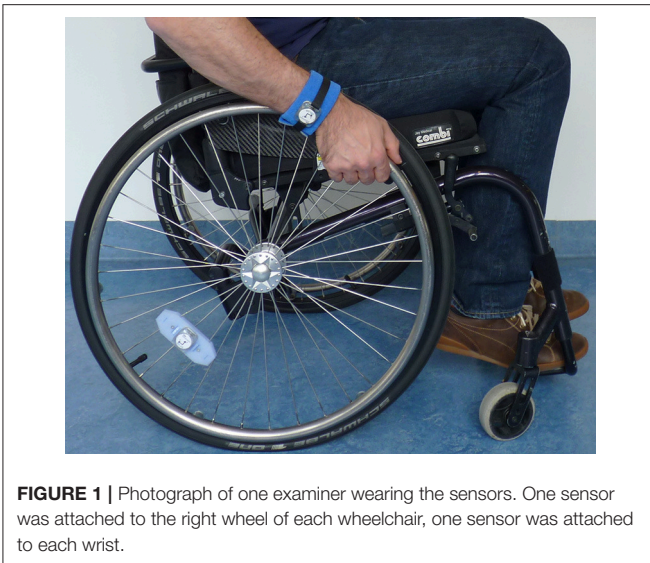 SCHWALBE
combi
SCHWALBE ONE
FIGURE 1 | Photograph of one examiner wearing the sensors. One sensor
was attached to the right wheel of each wheelchair, one sensor was attached
to each wrist.